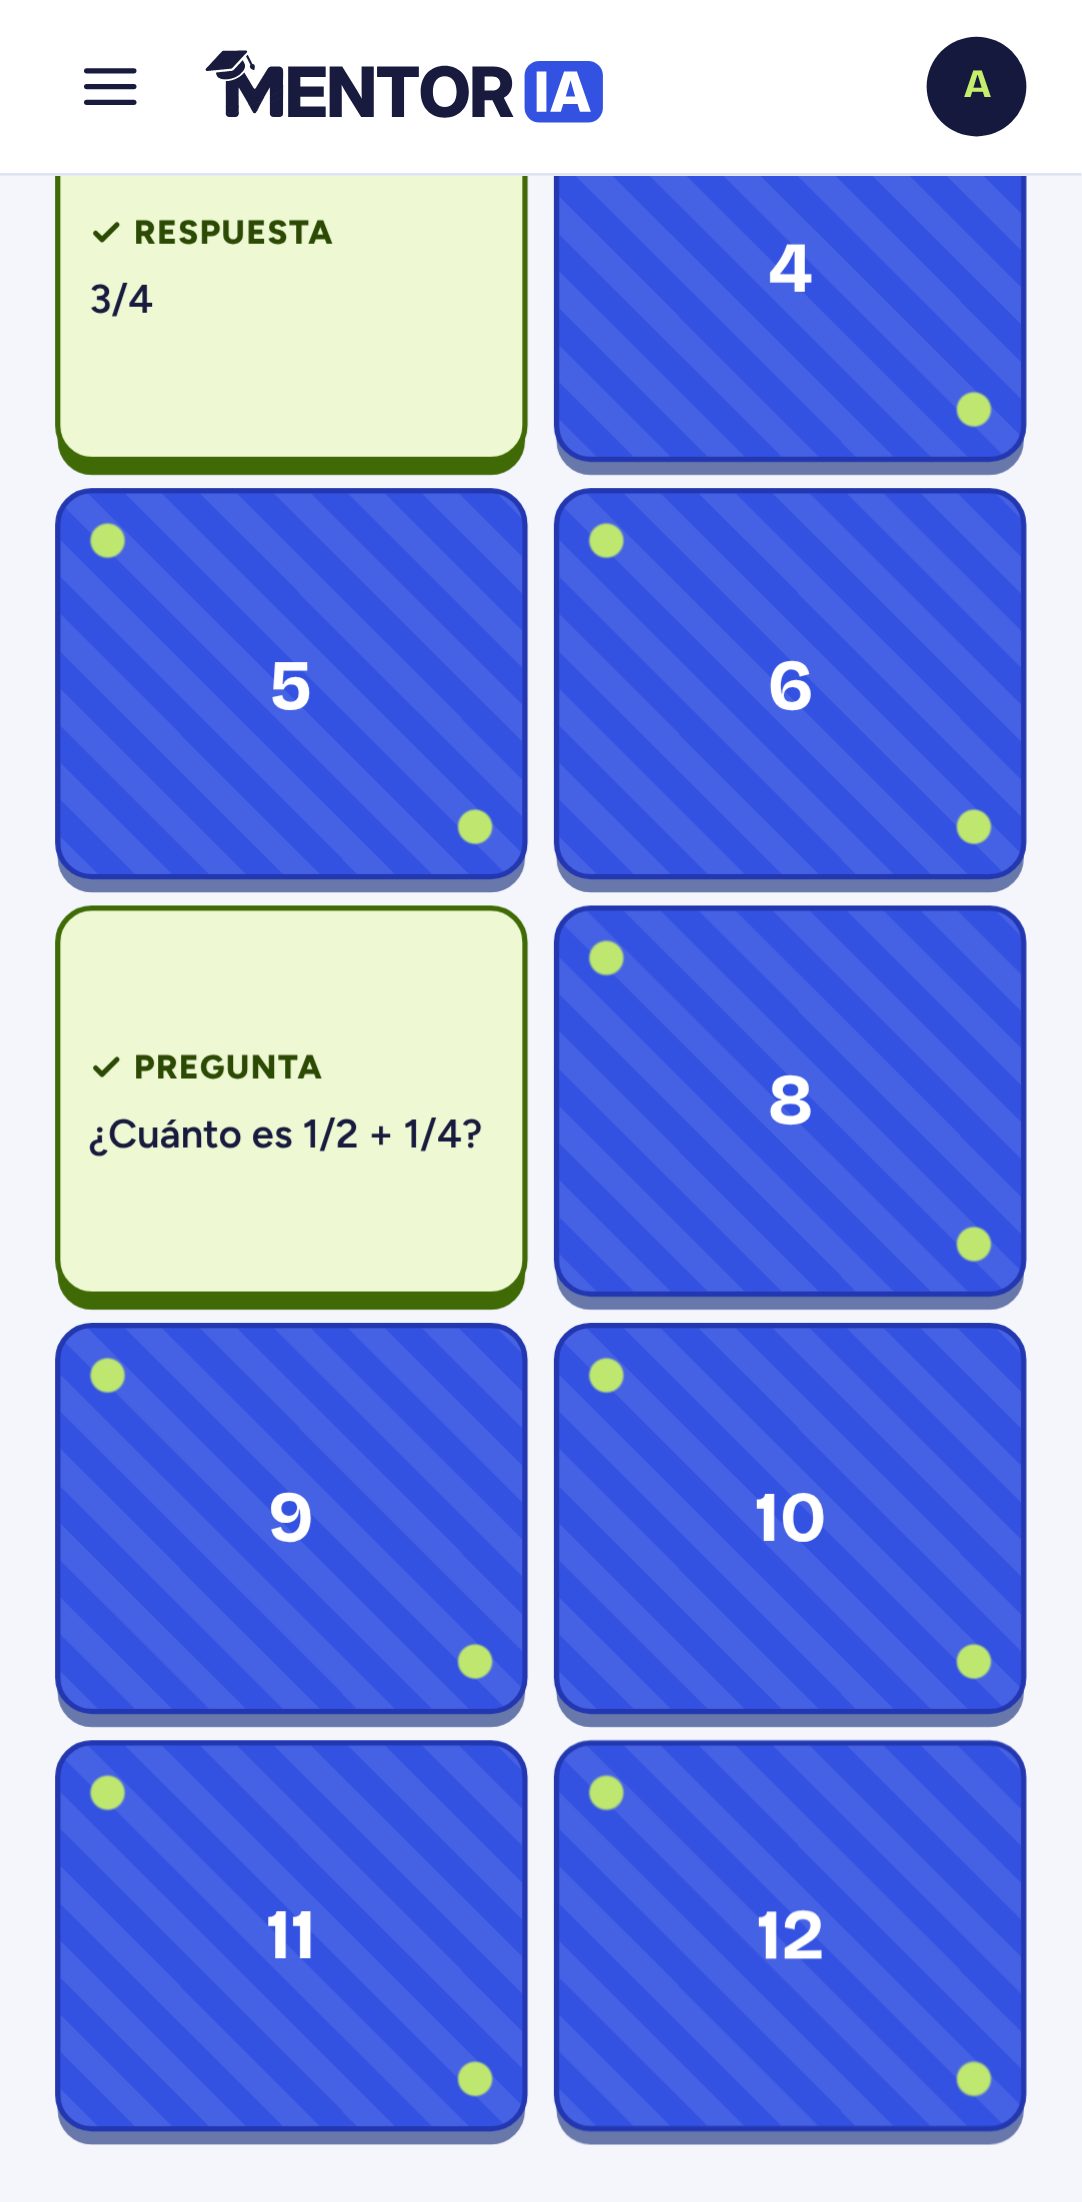 MENTOR IA
A
✓ RESPUESTA
3/4
4
5
6
✓ PREGUNTA
¿Cuánto es 1/2 + 1/4?
8
9
10
11
12